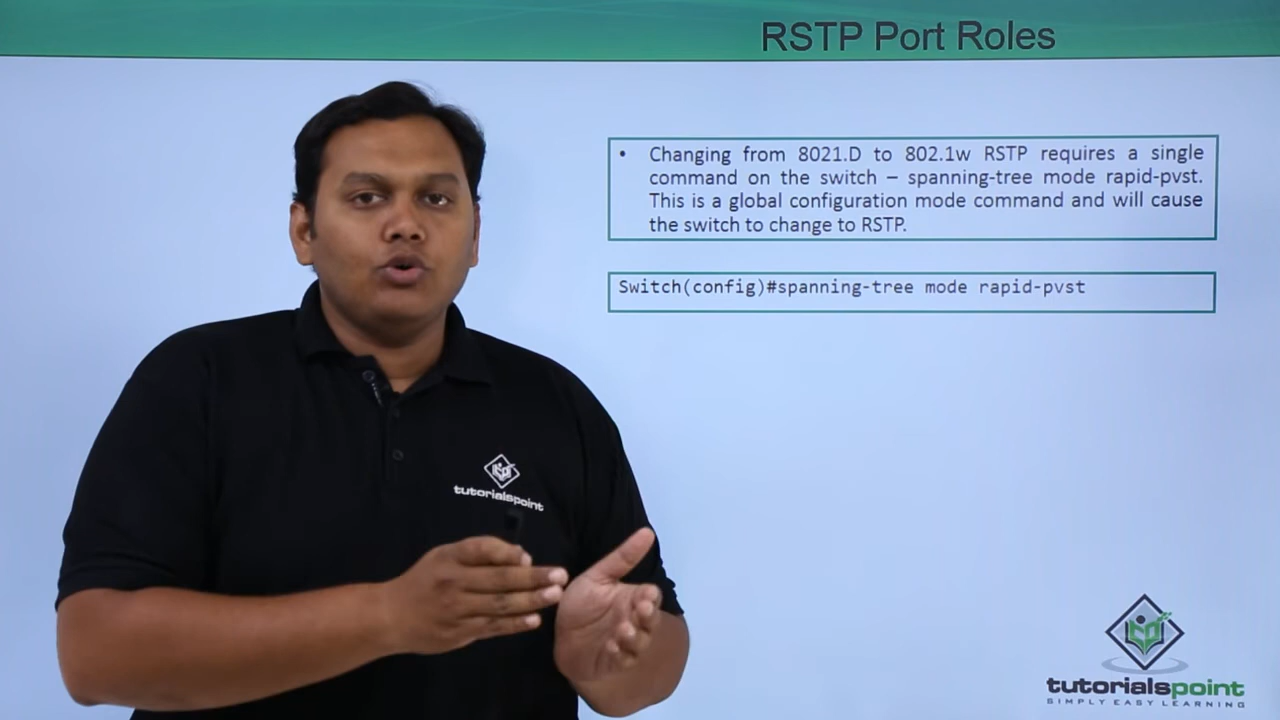 RSTP Port Roles
• Changing from 8021.D to 802.1w RSTP requires a single
command on the switch – spanning-tree mode rapid-pvst.
This is a global configuration mode command and will cause
the switch to change to RSTP.
Switch(config)#spanning-tree mode rapid-pvst
tutorialspoint
tutorialspoint
SIMPLY EASY LEARNING